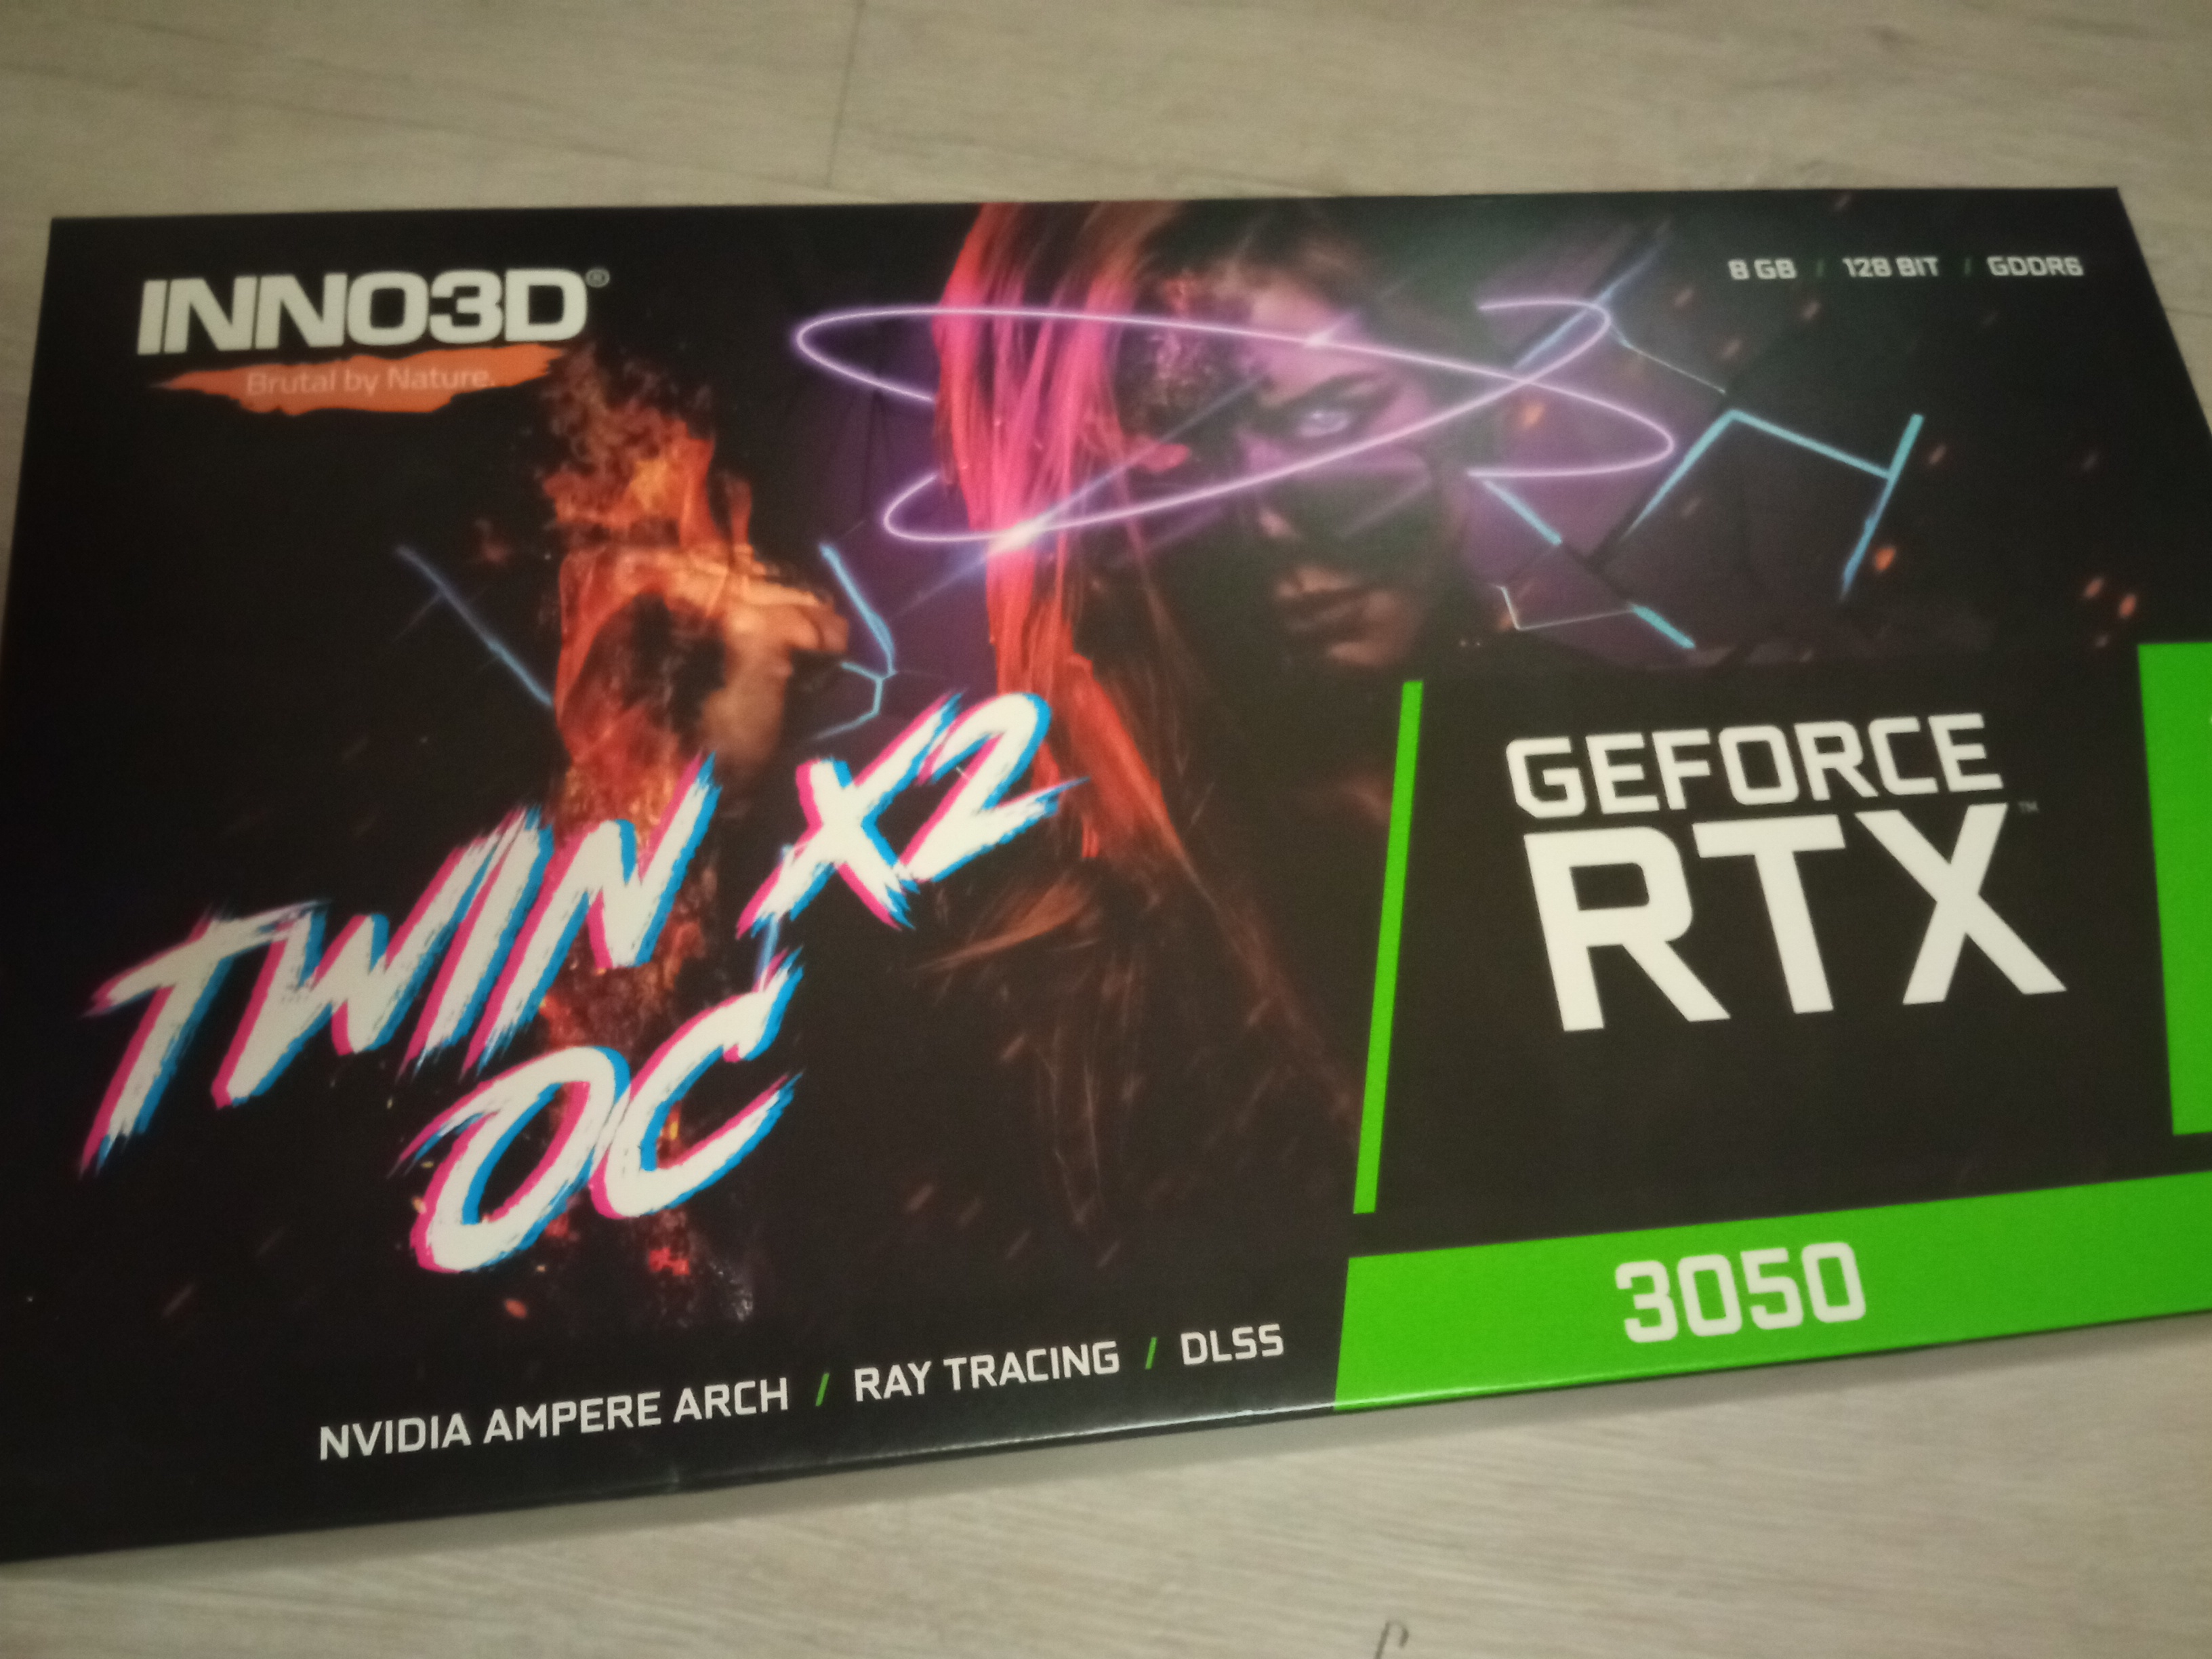 INNO3D®
Brutal by Nature.
8 GB / 128 BIT / GDDR6
TWIN X2
OC
GEFORCE
RTX™
3050
NVIDIA AMPERE ARCH / RAY TRACING / DLSS